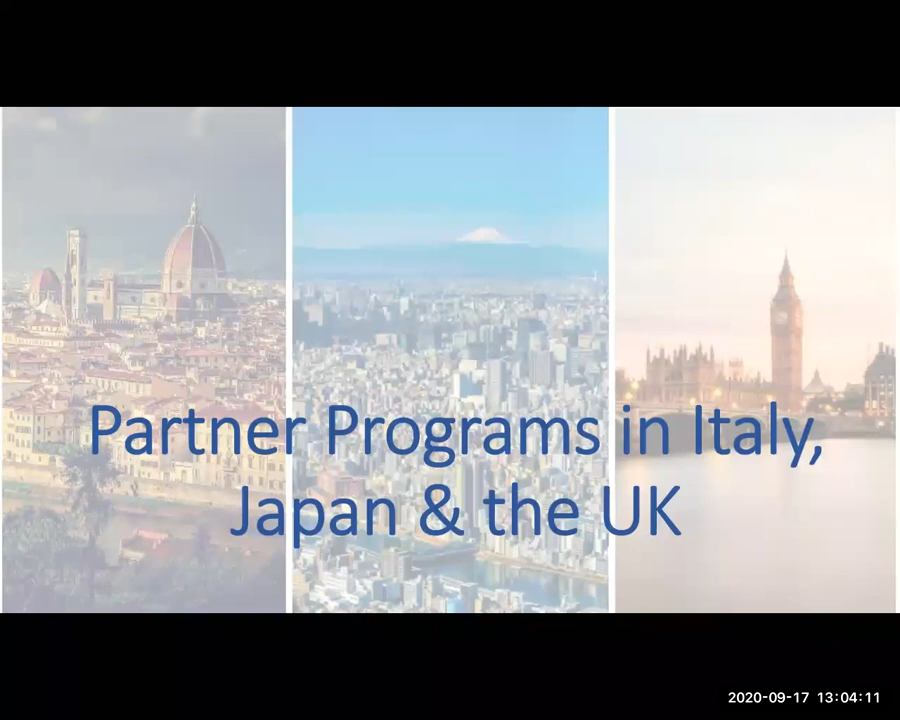 Partner Programs in Italy,
Japan & the UK
2020-09-17 13:04:11